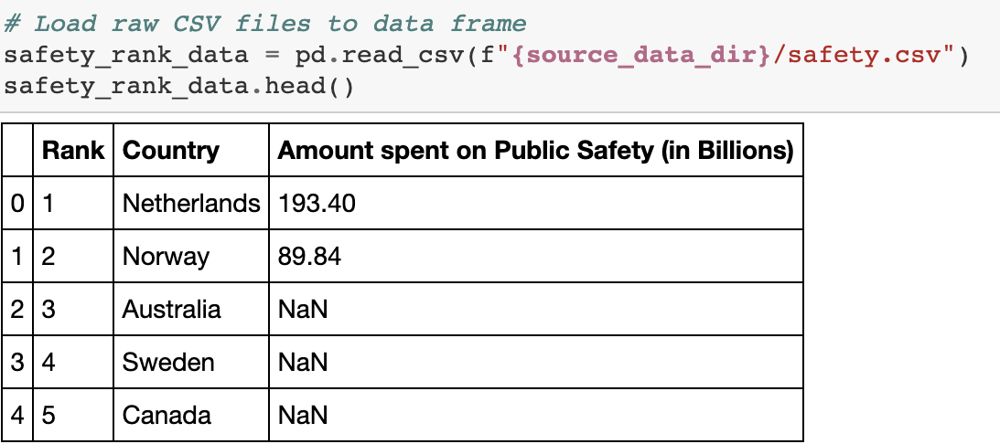 # Load raw CSV files to data frame
safety_rank_data = pd.read_csv(f"{source_data_dir}/safety.csv")
safety_rank_data.head()
Rank Country Amount spent on Public Safety (in Billions)
0 1 Netherlands 193.40
1 2 Norway 89.84
2 3 Australia NaN
3 4 Sweden NaN
4 5 Canada NaN